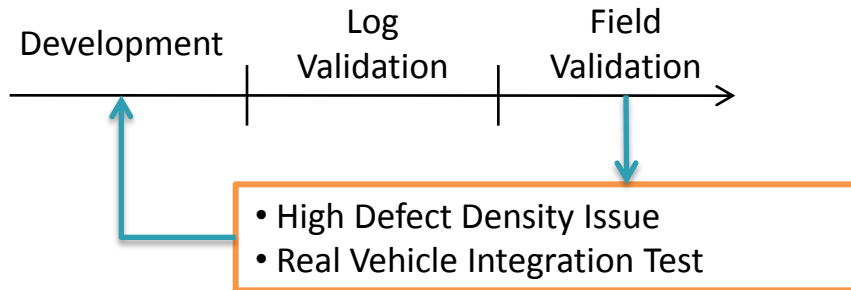 Development
Log
Validation
Field
Validation
• High Defect Density Issue
• Real Vehicle Integration Test